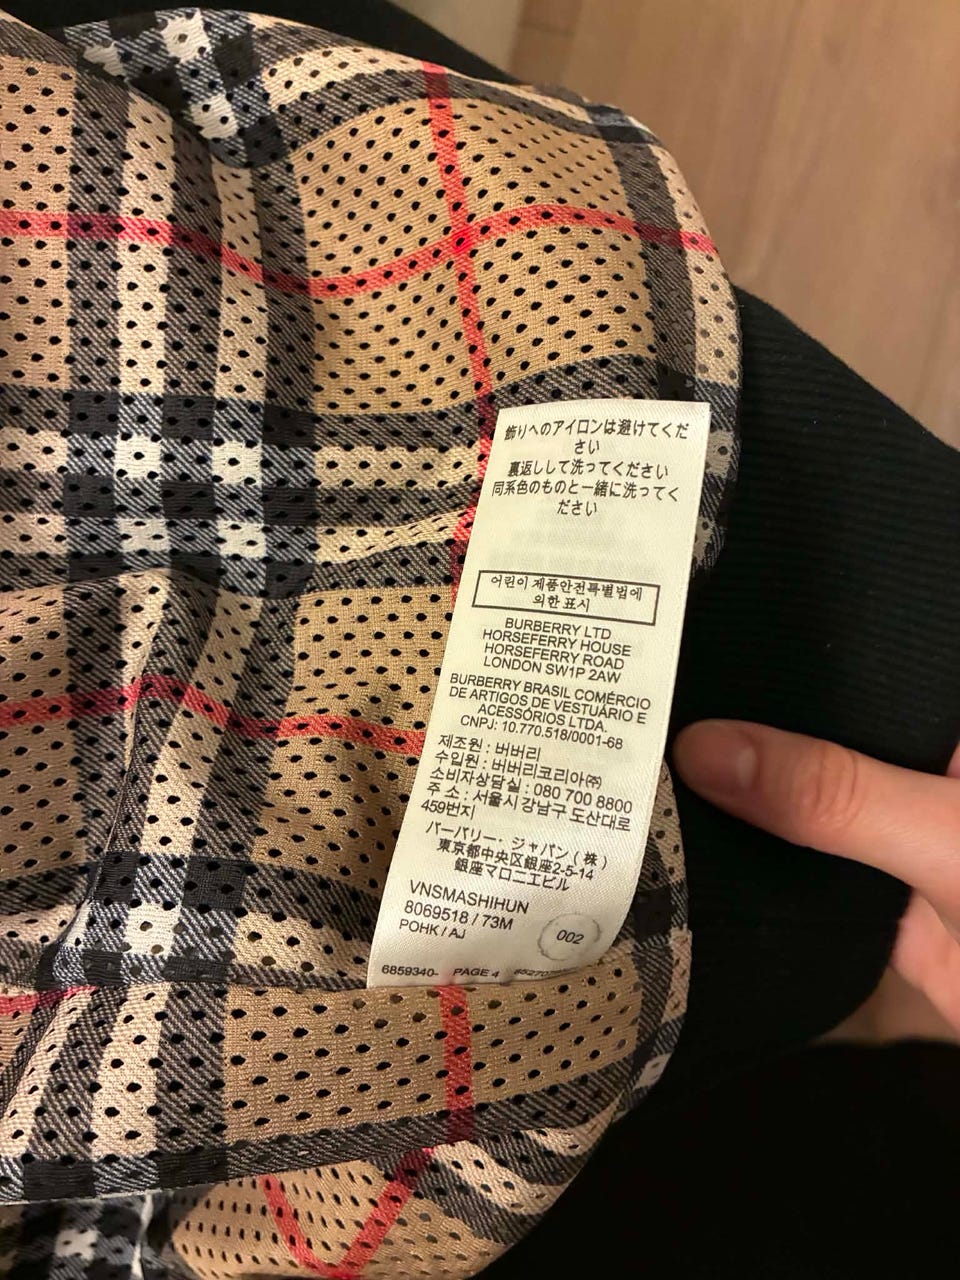 飾りへのアイロンは避けてくだ
さい
裏返しして洗ってください
同系色のものと一緒に洗ってく
ださい
어린이 제품안전특별법에
의한 표시
BURBERRY LTD
HORSEFERRY HOUSE
HORSEFERRY ROAD
LONDON SW1P 2AW
BURBERRY BRASIL COMÉRCIO
DE ARTIGOS DE VESTUÁRIO E
ACESSÓRIOS LTDA.
CNPJ: 10.770.518/0001-68
제조원 : 버버리
수입원 : 버버리코리아㈜
소비자상담실 : 080 700 8800
주 소 : 서울시 강남구 도산대로
459번지
バーバリー・ジャパン(株)
東京都中央区銀座2-5-14
銀座マロニエビル
VNSMASHIHUN
8069518 / 73M
POHK / AJ
002
6859340- PAGE 4